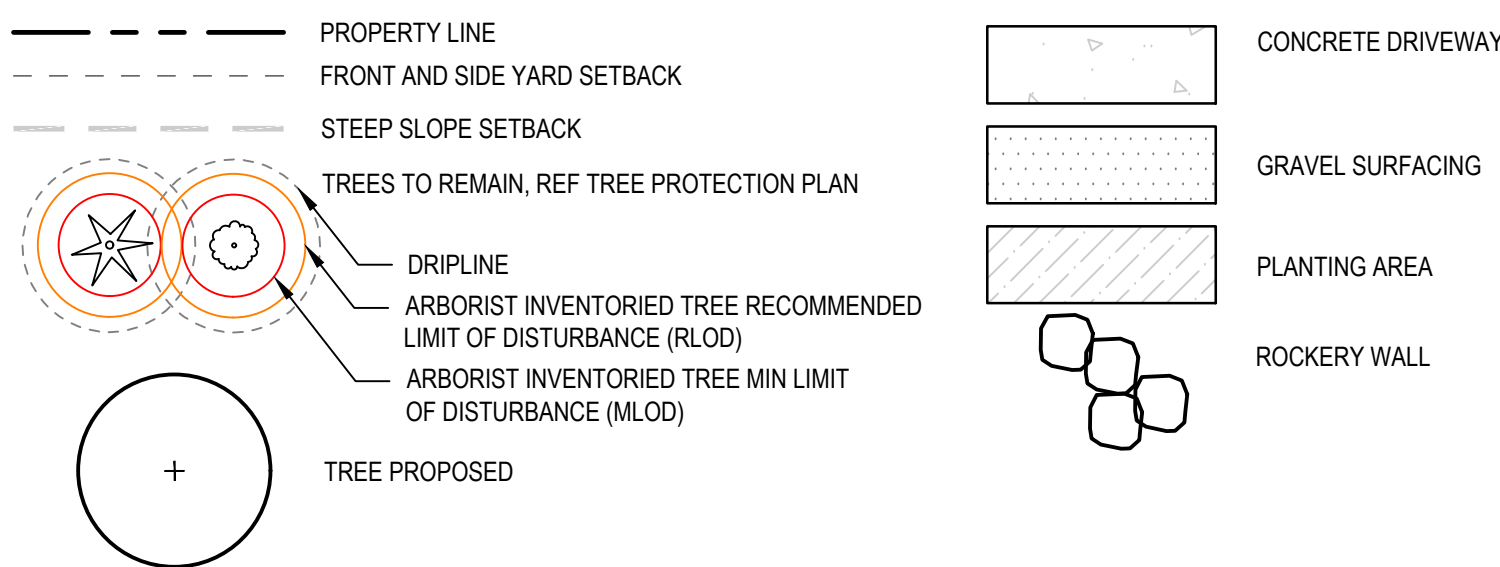 PROPERTY LINE
FRONT AND SIDE YARD SETBACK
STEEP SLOPE SETBACK
TREES TO REMAIN, REF TREE PROTECTION PLAN
DRIPLINE
ARBORIST INVENTORIED TREE RECOMMENDED
LIMIT OF DISTURBANCE (RLOD)
ARBORIST INVENTORIED TREE MIN LIMIT
OF DISTURBANCE (MLOD)
TREE PROPOSED
CONCRETE DRIVEWAY
GRAVEL SURFACING
PLANTING AREA
ROCKERY WALL